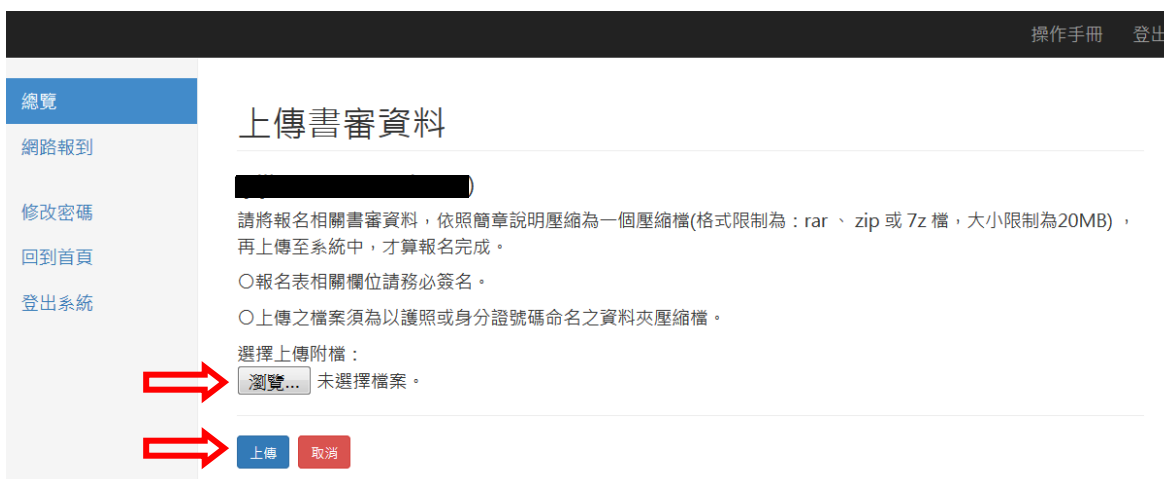 操作手冊 登出
總覽
網路報到
修改密碼
回到首頁
登出系統
上傳書審資料
)
請將報名相關書審資料,依照簡章說明壓縮為一個壓縮檔(格式限制為:rar 、 zip 或 7z 檔,大小限制為20MB) ,
再上傳至系統中,才算報名完成。
○報名表相關欄位請務必簽名。
○上傳之檔案須為以護照或身分證號碼命名之資料夾壓縮檔。
選擇上傳附檔:
瀏覽... 未選擇檔案。
上傳 取消